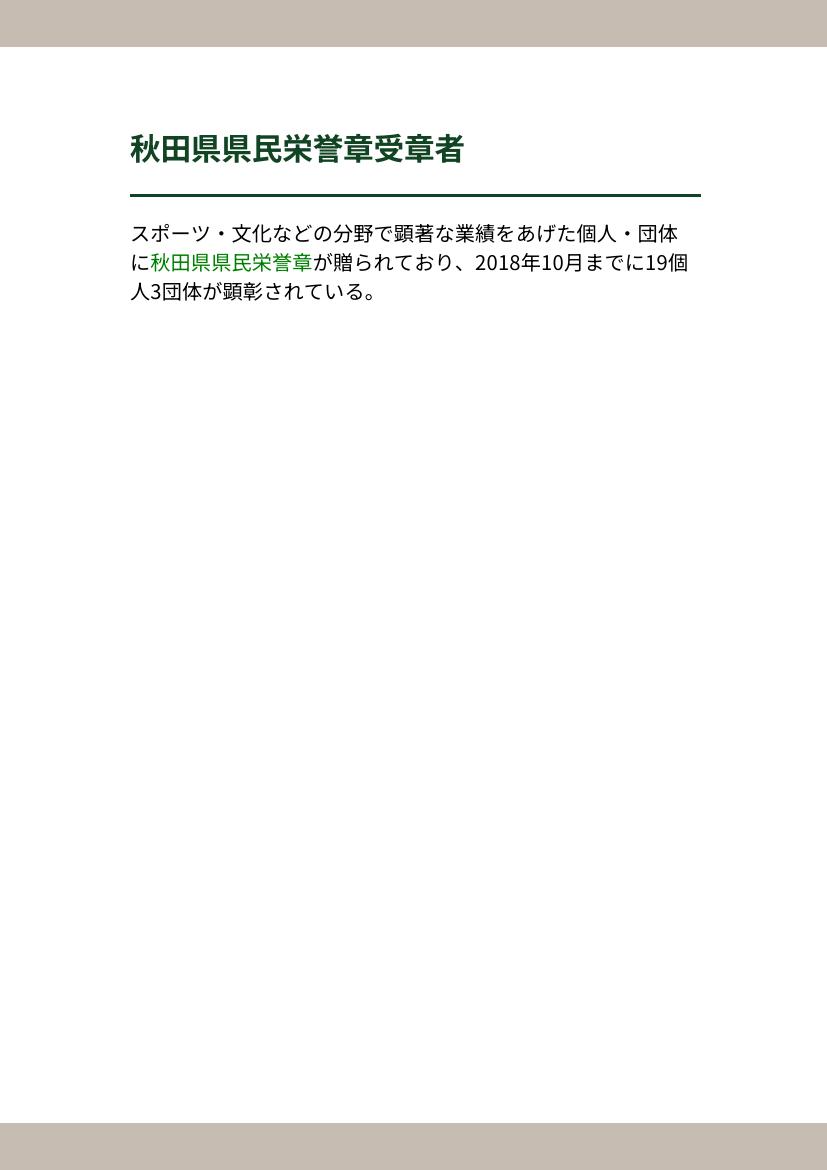 秋田県県民栄誉章受章者
スポーツ・文化などの分野で顕著な業績をあげた個人・団体
に秋田県県民栄誉章が贈られており、2018年10月までに19個
人3団体が顕彰されている。